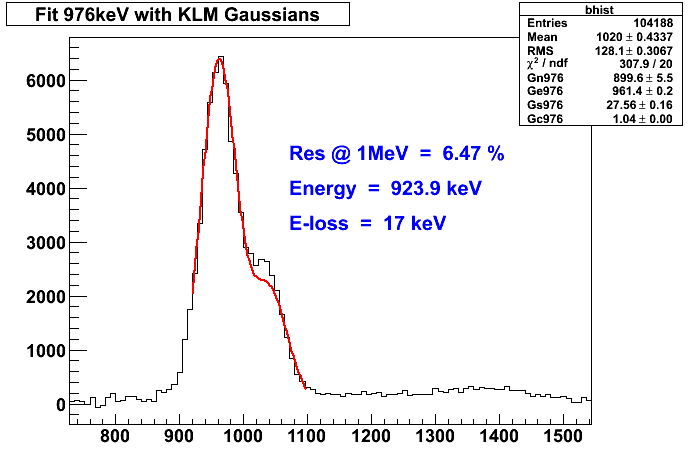 Fit 976keV with KLM Gaussians
bhist
Entries 104188
Mean 1020 ± 0.4337
RMS 128.1 ± 0.3067
χ² / ndf 307.9 / 20
Gn976 899.6 ± 5.5
Ge976 961.4 ± 0.2
Gs976 27.56 ± 0.16
Gc976 1.04 ± 0.00
Res @ 1MeV = 6.47 %
Energy = 923.9 keV
E-loss = 17 keV
6000
5000
4000
3000
2000
1000
0
800 900 1000 1100 1200 1300 1400 1500